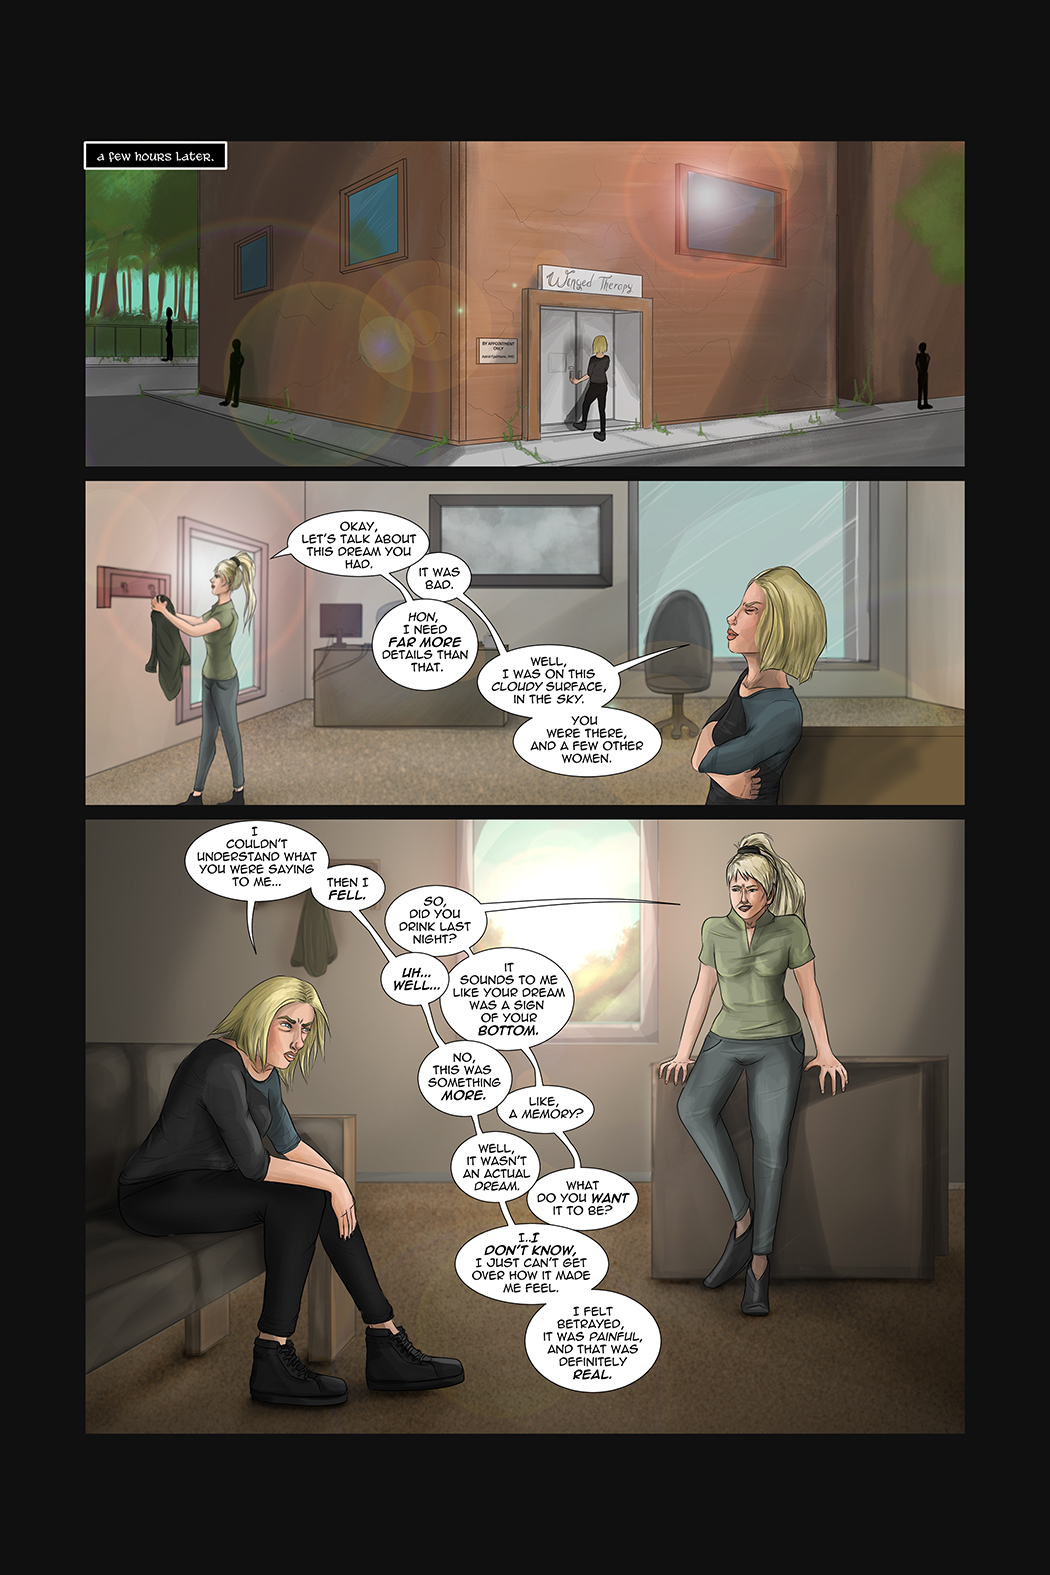 a few hours later.
Winged Therapy
BY APPOINTMENT
ONLY
OKAY,
LET'S TALK ABOUT
THIS DREAM YOU
HAD.
IT WAS
BAD.
HON,
I NEED
FAR MORE
DETAILS THAN
THAT.
WELL,
I WAS ON THIS
CLOUDY SURFACE,
IN THE SKY.
YOU
WERE THERE,
AND A FEW OTHER
WOMEN.
I
COULDN'T
UNDERSTAND WHAT
YOU WERE SAYING
TO ME...
THEN I
FELL.
SO,
DID YOU
DRINK LAST
NIGHT?
UH...
WELL...
IT
SOUNDS TO ME
LIKE YOUR DREAM
WAS A SIGN
OF YOUR
BOTTOM.
NO,
THIS WAS
SOMETHING
MORE.
LIKE,
A MEMORY?
WELL,
IT WASN'T
AN ACTUAL
DREAM.
WHAT
DO YOU WANT
IT TO BE?
I..I
DON'T KNOW,
I JUST CAN'T GET
OVER HOW IT MADE
ME FEEL.
I FELT
BETRAYED,
IT WAS PAINFUL,
AND THAT WAS
DEFINITELY
REAL.